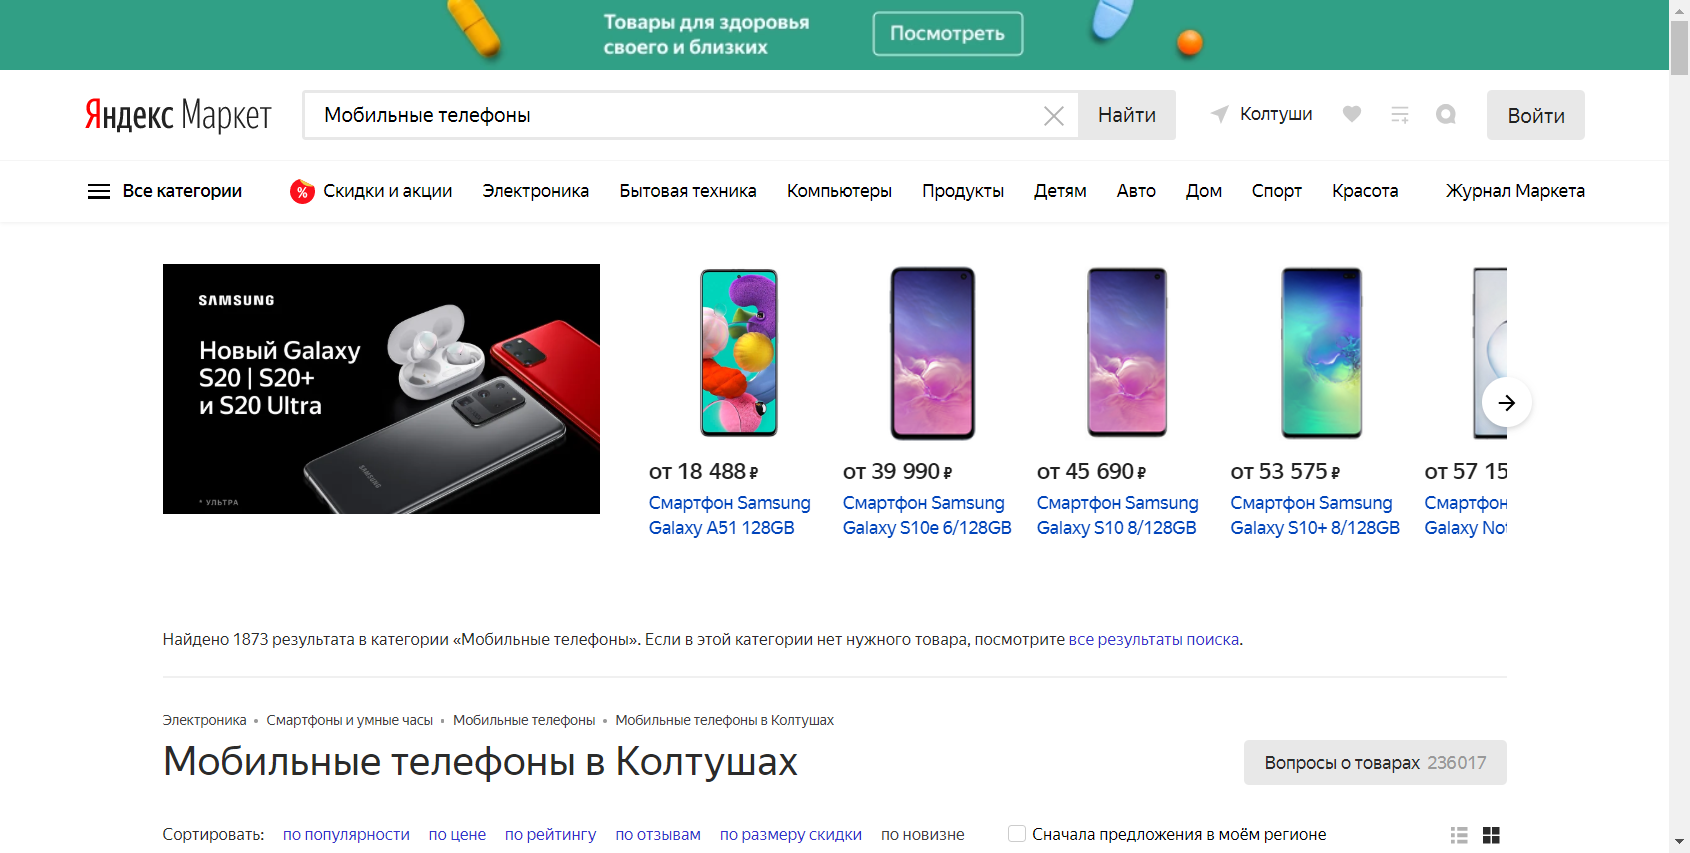 Товары для здоровья
своего и близких
Посмотреть
Яндекс Маркет
Мобильные телефоны
Найти
Колтуши
Войти
Все категории
% Скидки и акции
Электроника
Бытовая техника
Компьютеры
Продукты
Детям
Авто
Дом
Спорт
Красота
Журнал Маркета
SAMSUNG
Новый Galaxy
S20 | S20+
и S20 Ultra
* УЛЬТРА
SAMSUNG
от 18 488 ₽
Смартфон Samsung
Galaxy A51 128GB
от 39 990 ₽
Смартфон Samsung
Galaxy S10e 6/128GB
от 45 690 ₽
Смартфон Samsung
Galaxy S10 8/128GB
от 53 575 ₽
Смартфон Samsung
Galaxy S10+ 8/128GB
от 57 15
Смартфон
Galaxy Not
Найдено 1873 результата в категории «Мобильные телефоны». Если в этой категории нет нужного товара, посмотрите все результаты поиска.
Электроника • Смартфоны и умные часы • Мобильные телефоны • Мобильные телефоны в Колтушах
Мобильные телефоны в Колтушах
Вопросы о товарах 236017
Сортировать: по популярности по цене по рейтингу по отзывам по размеру скидки по новизне
Сначала предложения в моём регионе